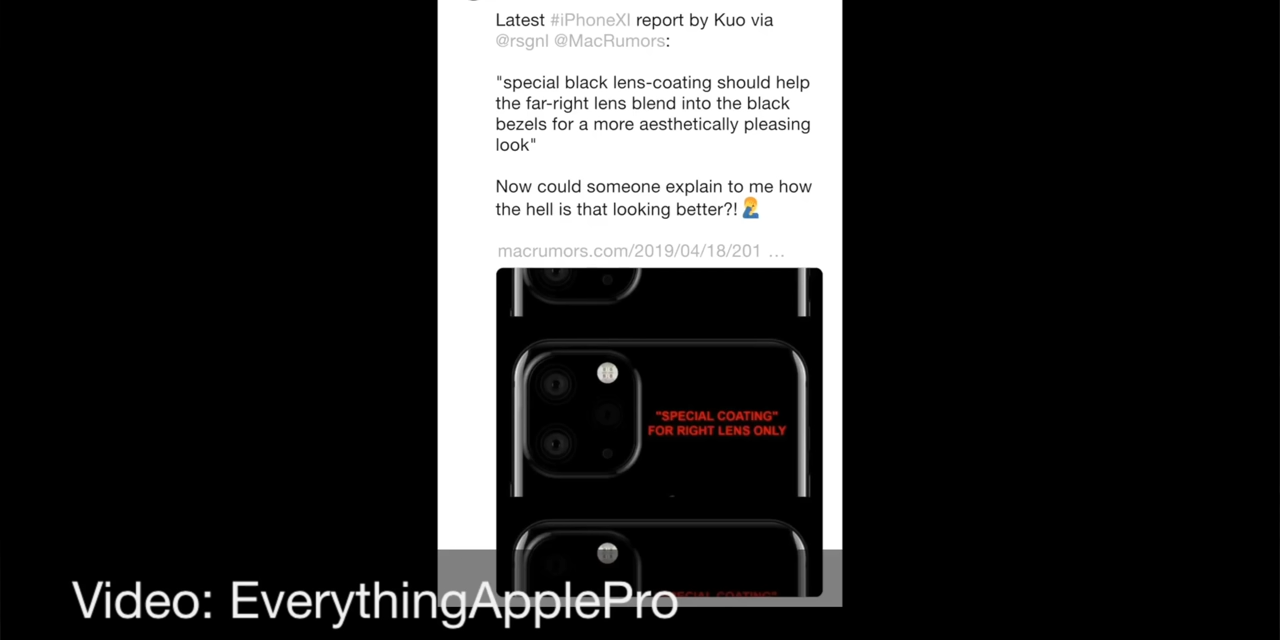 Latest #iPhoneXI report by Kuo via
@rsgnl @MacRumors:
"special black lens-coating should help
the far-right lens blend into the black
bezels for a more aesthetically pleasing
look"
Now could someone explain to me how
the hell is that looking better?!
macrumors.com/2019/04/18/201 …
"SPECIAL COATING"
FOR RIGHT LENS ONLY
"SPECIAL COATING"
Video: EverythingApplePro